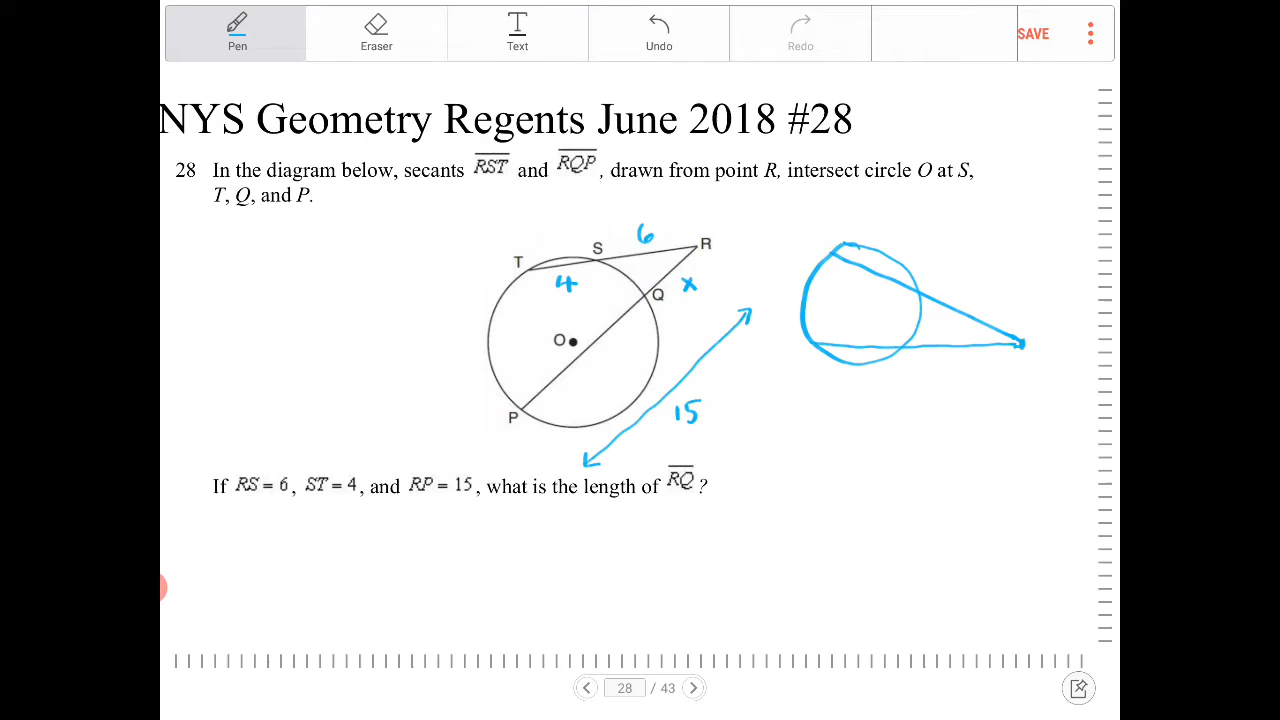 Pen Eraser Text Undo Redo SAVE
NYS Geometry Regents June 2018 #28
28 In the diagram below, secants RST and RQP, drawn from point R, intersect circle O at S,
T, Q, and P.
6
S R
T
4 x
Q
O
15
P
If RS = 6, ST = 4, and RP = 15, what is the length of RQ?
28 / 43